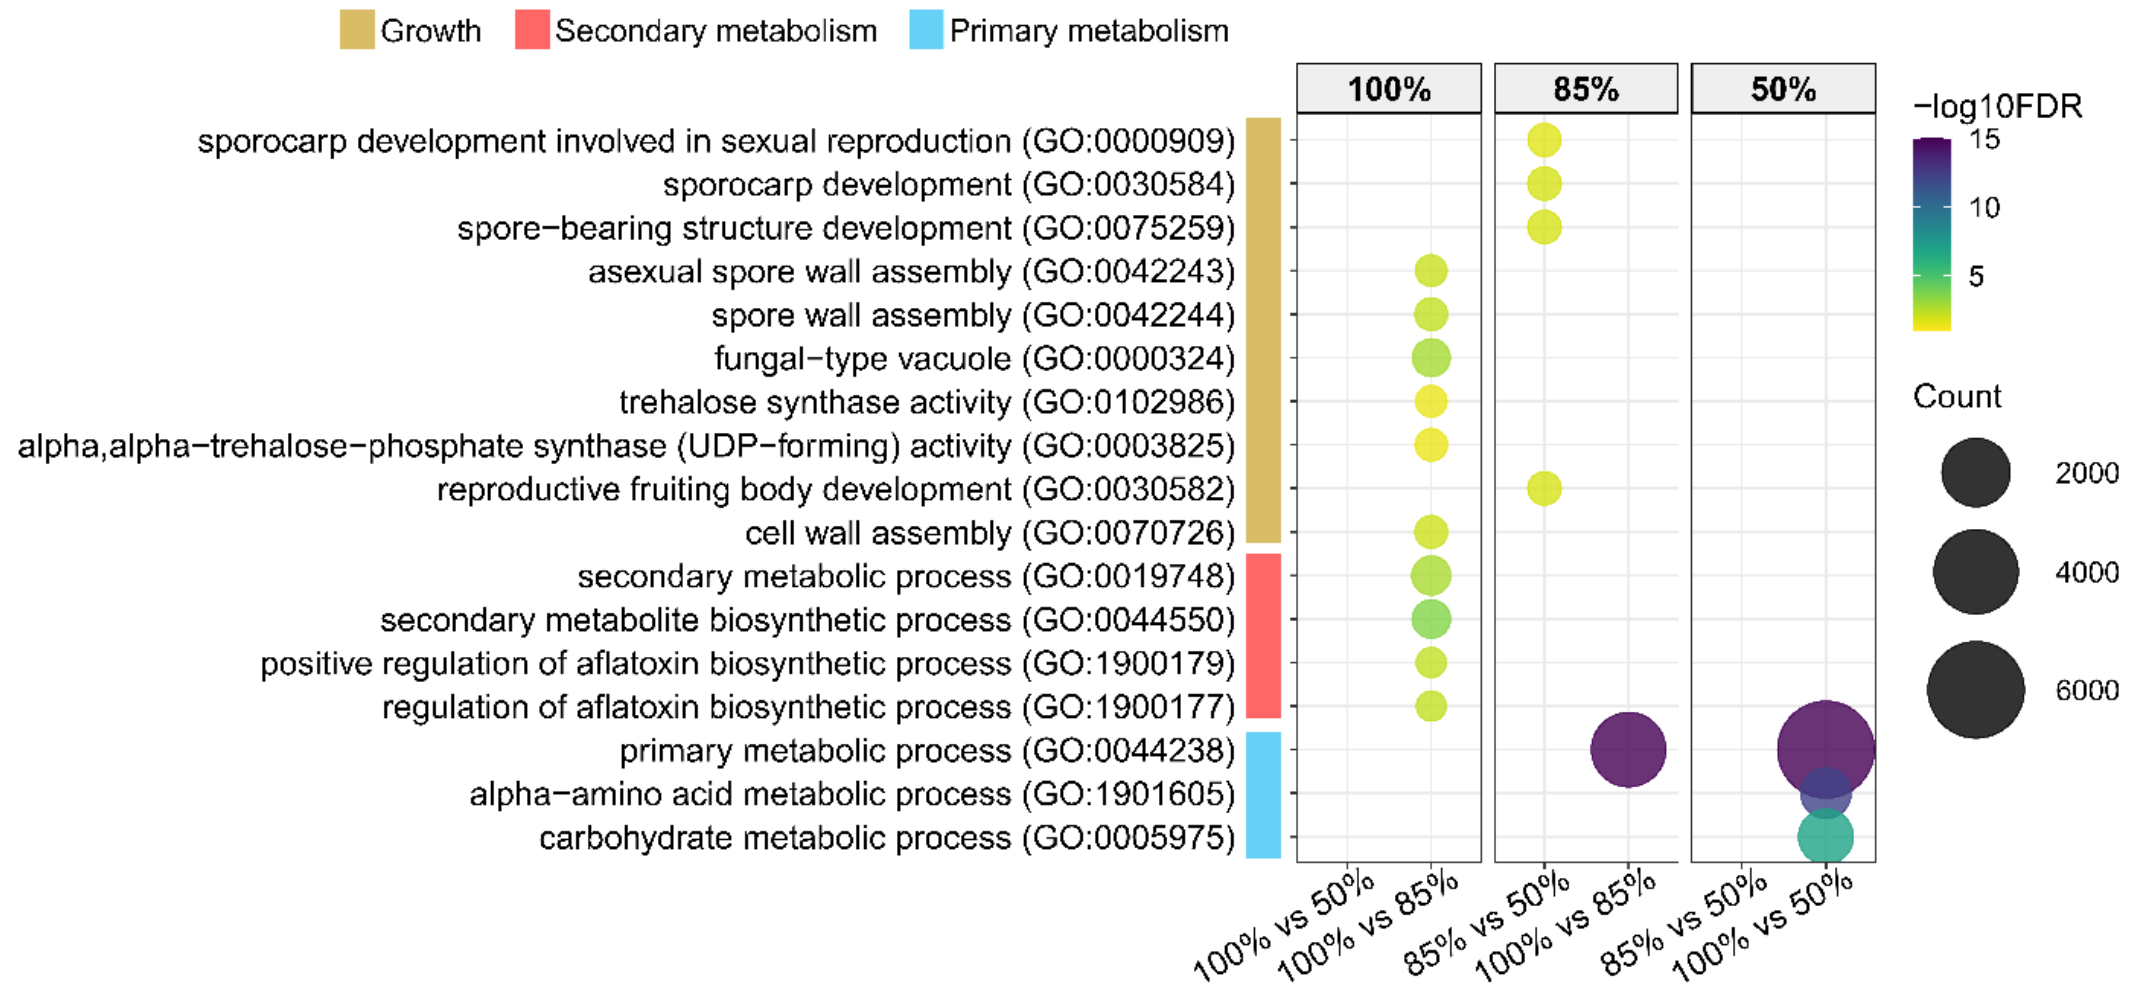 Growth
Secondary metabolism
Primary metabolism
100%
85%
50%
sporocarp development involved in sexual reproduction (GO:0000909)
sporocarp development (GO:0030584)
spore−bearing structure development (GO:0075259)
asexual spore wall assembly (GO:0042243)
spore wall assembly (GO:0042244)
fungal−type vacuole (GO:0000324)
trehalose synthase activity (GO:0102986)
alpha,alpha−trehalose−phosphate synthase (UDP−forming) activity (GO:0003825)
reproductive fruiting body development (GO:0030582)
cell wall assembly (GO:0070726)
secondary metabolic process (GO:0019748)
secondary metabolite biosynthetic process (GO:0044550)
positive regulation of aflatoxin biosynthetic process (GO:1900179)
regulation of aflatoxin biosynthetic process (GO:1900177)
primary metabolic process (GO:0044238)
alpha−amino acid metabolic process (GO:1901605)
carbohydrate metabolic process (GO:0005975)
100% vs 50%
100% vs 85%
85% vs 50%
100% vs 85%
85% vs 50%
100% vs 50%
−log10FDR
15
10
5
Count
2000
4000
6000